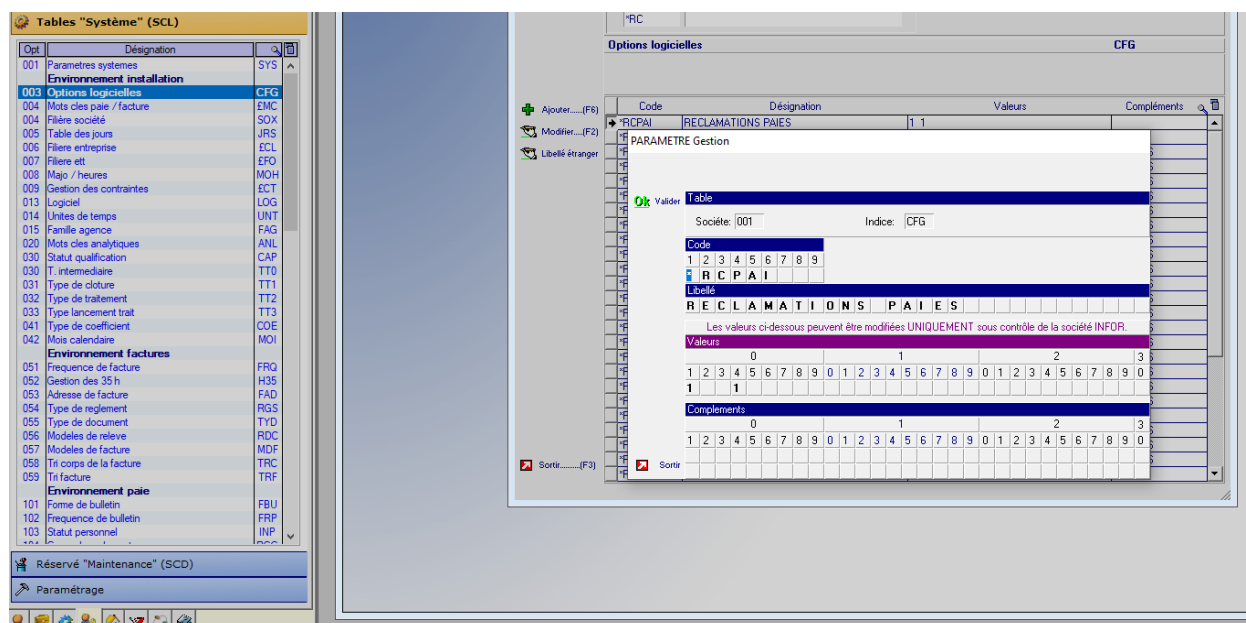 Tables "Système" (SCL)
Opt Désignation
001 Parametres systemes SYS
Environnement installation
003 Options logicielles CFG
004 Mots cles paie / facture £MC
004 Filière société SOX
005 Table des jours JRS
006 Filiere entreprise £CL
007 Filiere ett £FO
008 Majo / heures MOH
009 Gestion des contraintes £CT
013 Logiciel LOG
014 Unites de temps UNT
015 Famille agence FAG
020 Mots cles analytiques ANL
030 Statut qualification CAP
030 T. intermediaire TT0
031 Type de cloture TT1
032 Type de traitement TT2
033 Type lancement trait TT3
041 Type de coefficient COE
042 Mois calendaire MOI
Environnement factures
051 Frequence de facture FRQ
052 Gestion des 35 h H35
053 Adresse de facture FAD
054 Type de reglement RGS
055 Type de document TYD
056 Modeles de releve RDC
057 Modeles de facture MDF
058 Tri corps de la facture TRC
059 Tri facture TRF
Environnement paie
101 Forme de bulletin FBU
102 Frequence de bulletin FRP
103 Statut personnel INP
Réservé "Maintenance" (SCD)
Paramétrage
*RC
Options logicielles CFG
Ajouter......(F6)
Modifier....(F2)
Libellé étranger
Sortir.........(F3)
Code Désignation Valeurs Compléments
*RCPAI RECLAMATIONS PAIES 1 1
PARAMETRE Gestion
Ok Valider
Table
Sociéte: 001 Indice: CFG
Code
1 2 3 4 5 6 7 8 9
* R C P A I
Libellé
R E C L A M A T I O N S P A I E S
Les valeurs ci-dessous peuvent être modifiées UNIQUEMENT sous contrôle de la société INFOR.
Valeurs
0 1 2 3
1 2 3 4 5 6 7 8 9 0 1 2 3 4 5 6 7 8 9 0 1 2 3 4 5 6 7 8 9 0
1 1
Complements
0 1 2 3
1 2 3 4 5 6 7 8 9 0 1 2 3 4 5 6 7 8 9 0 1 2 3 4 5 6 7 8 9 0
Sortir